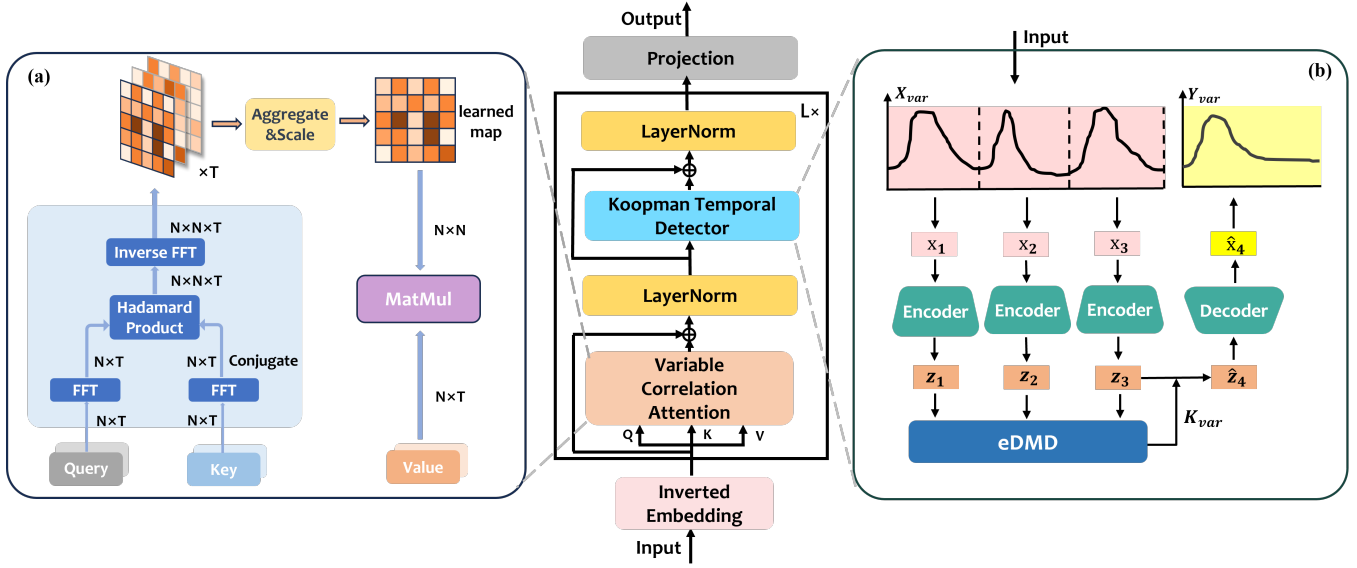 (a)
Aggregate
&Scale
learned
map
×T
N×N×T
Inverse FFT
N×N×T
Hadamard
Product
N×T
N×T
Conjugate
FFT
FFT
N×T
N×T
Query
Key
N×N
MatMul
N×T
Value
Output
Projection
L×
LayerNorm
Koopman Temporal
Detector
LayerNorm
Variable
Correlation
Attention
Q
K
V
Inverted
Embedding
Input
Input
(b)
X_var
Y_var
x₁
x₂
x₃
x̂₄
Encoder
Encoder
Encoder
Decoder
z₁
z₂
z₃
ẑ₄
K_var
eDMD